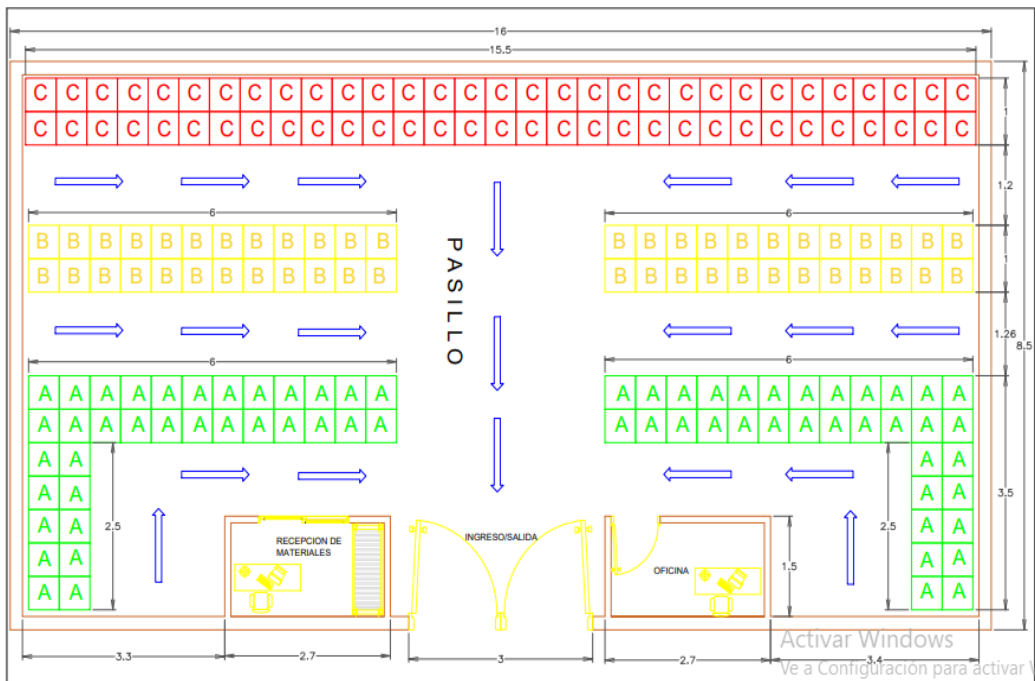 16
15.5
C C C C C C C C C C C C C C C C C C C C C C C C C C C C C C C
C C C C C C C C C C C C C C C C C C C C C C C C C C C C C C C
1
1.2
6
6
B B B B B B B B B B B B
B B B B B B B B B B B B
B B B B B B B B B B B B
B B B B B B B B B B B B
1
PASILLO
1.26
8.5
6
6
A A A A A A A A A A A A
A A A A A A A A A A A A
A A A A A A A A A A A A
A A A A A A A A A A A A
A A
A A
A A
A A
A A
A A
A A
A A
A A
A A
2.5
2.5
3.5
RECEPCION DE
MATERIALES
INGRESO/SALIDA
OFICINA
1.5
3.3
2.7
3
2.7
3.4
Activar Windows
Ve a Configuración para activar